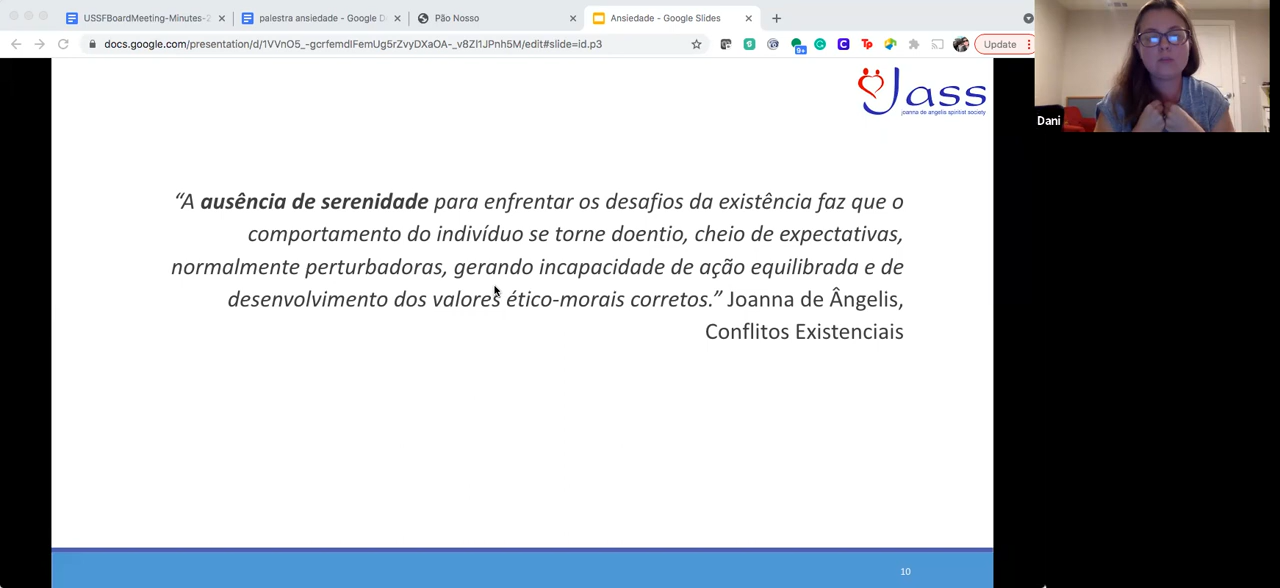 USSFBoardMeeting-Minutes-2
palestra ansiedade - Google D
Pão Nosso
Ansiedade - Google Slides
docs.google.com/presentation/d/1VVnO5_-gcrfemdIFemUg5rZvyDXaOA-_v8ZI1JPnh5M/edit#slide=id.p3
9+
Tp
Update
Dani
Jass
joanna de angelis spiritist society
“A ausência de serenidade para enfrentar os desafios da existência faz que o
comportamento do indivíduo se torne doentio, cheio de expectativas,
normalmente perturbadoras, gerando incapacidade de ação equilibrada e de
desenvolvimento dos valores ético-morais corretos.” Joanna de Ângelis,
Conflitos Existenciais
10